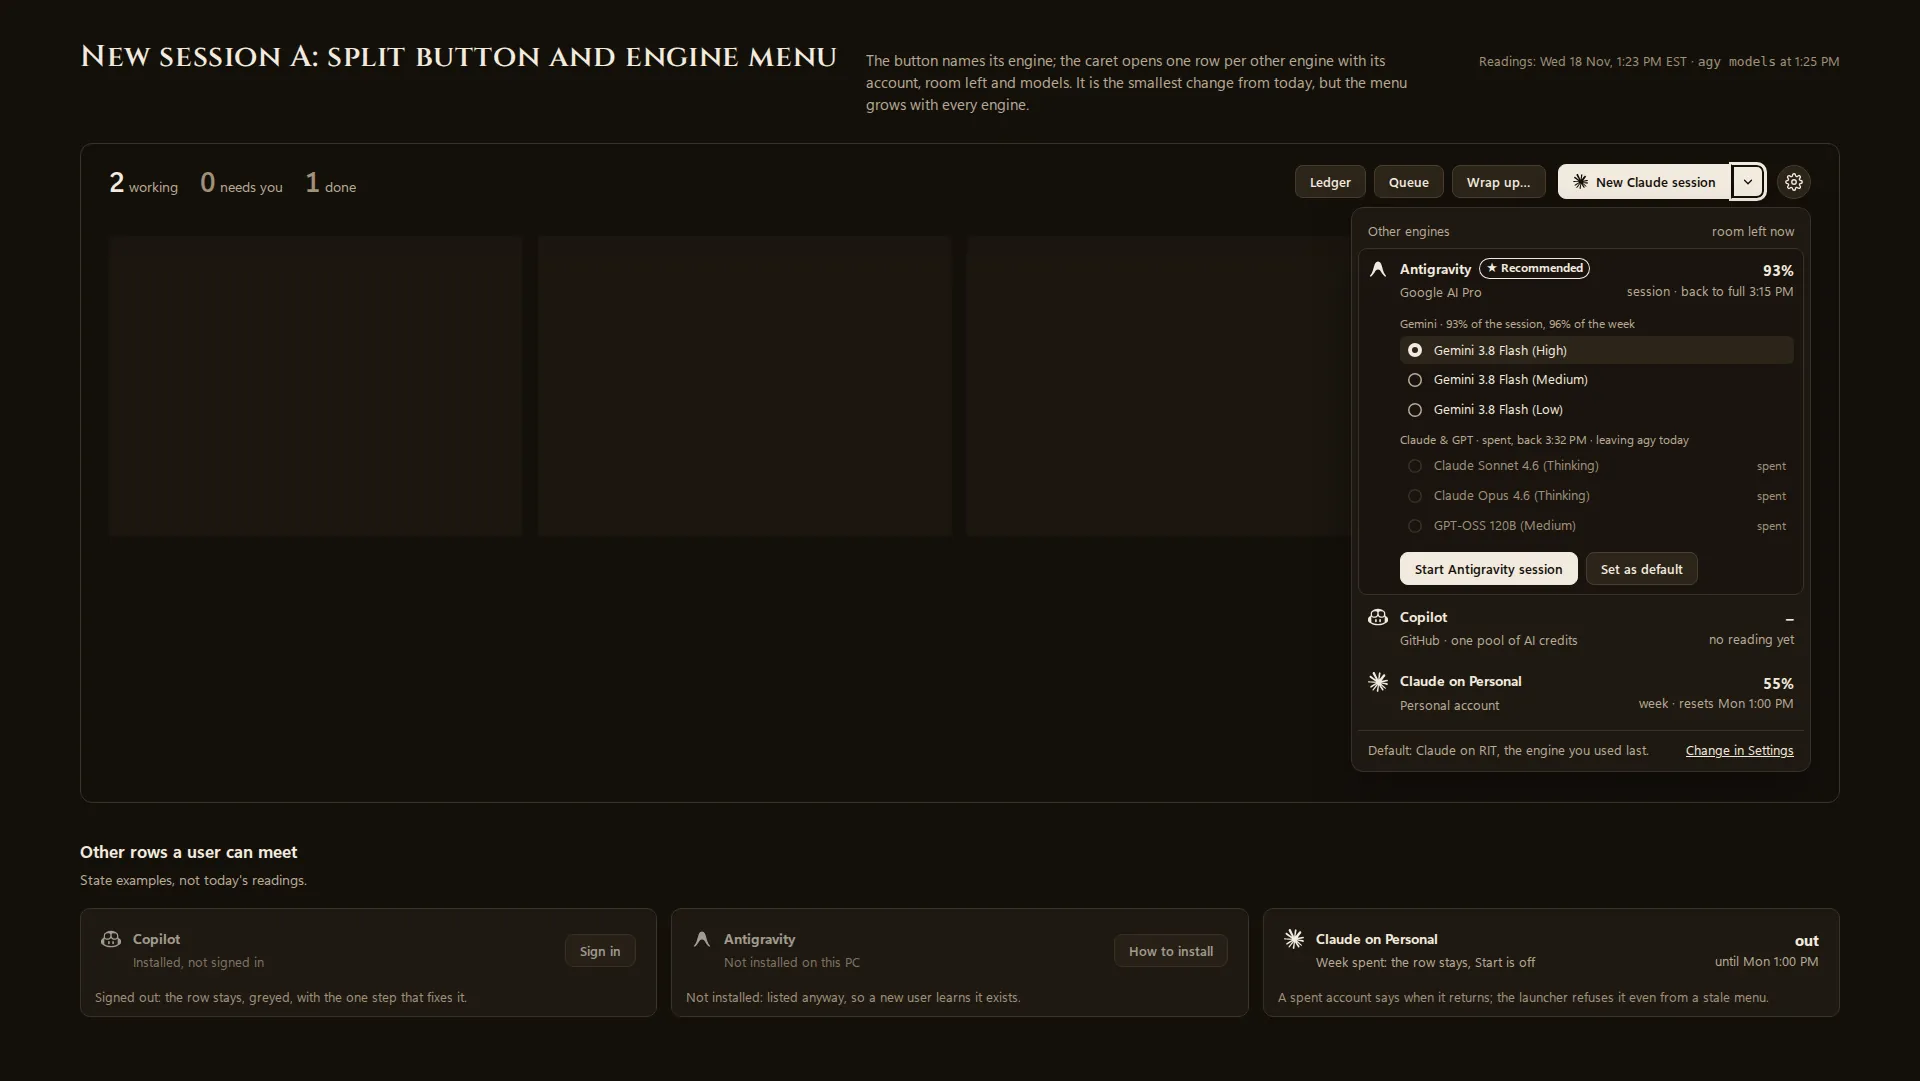 New session A: split button and engine menu
The button names its engine; the caret opens one row per other engine with its
account, room left and models. It is the smallest change from today, but the menu
grows with every engine.
Readings: Wed 18 Nov, 1:23 PM EST · agy models at 1:25 PM
2 working 0 needs you 1 done
Ledger
Queue
Wrap up...
New Claude session
Other engines
room left now
Antigravity
★ Recommended
93%
Google AI Pro
session · back to full 3:15 PM
Gemini · 93% of the session, 96% of the week
Gemini 3.8 Flash (High)
Gemini 3.8 Flash (Medium)
Gemini 3.8 Flash (Low)
Claude & GPT · spent, back 3:32 PM · leaving agy today
Claude Sonnet 4.6 (Thinking)
spent
Claude Opus 4.6 (Thinking)
spent
GPT-OSS 120B (Medium)
spent
Start Antigravity session
Set as default
Copilot
–
GitHub · one pool of AI credits
no reading yet
Claude on Personal
55%
Personal account
week · resets Mon 1:00 PM
Default: Claude on RIT, the engine you used last.
Change in Settings
Other rows a user can meet
State examples, not today's readings.
Copilot
Installed, not signed in
Sign in
Signed out: the row stays, greyed, with the one step that fixes it.
Antigravity
Not installed on this PC
How to install
Not installed: listed anyway, so a new user learns it exists.
Claude on Personal
out
Week spent: the row stays, Start is off
until Mon 1:00 PM
A spent account says when it returns; the launcher refuses it even from a stale menu.